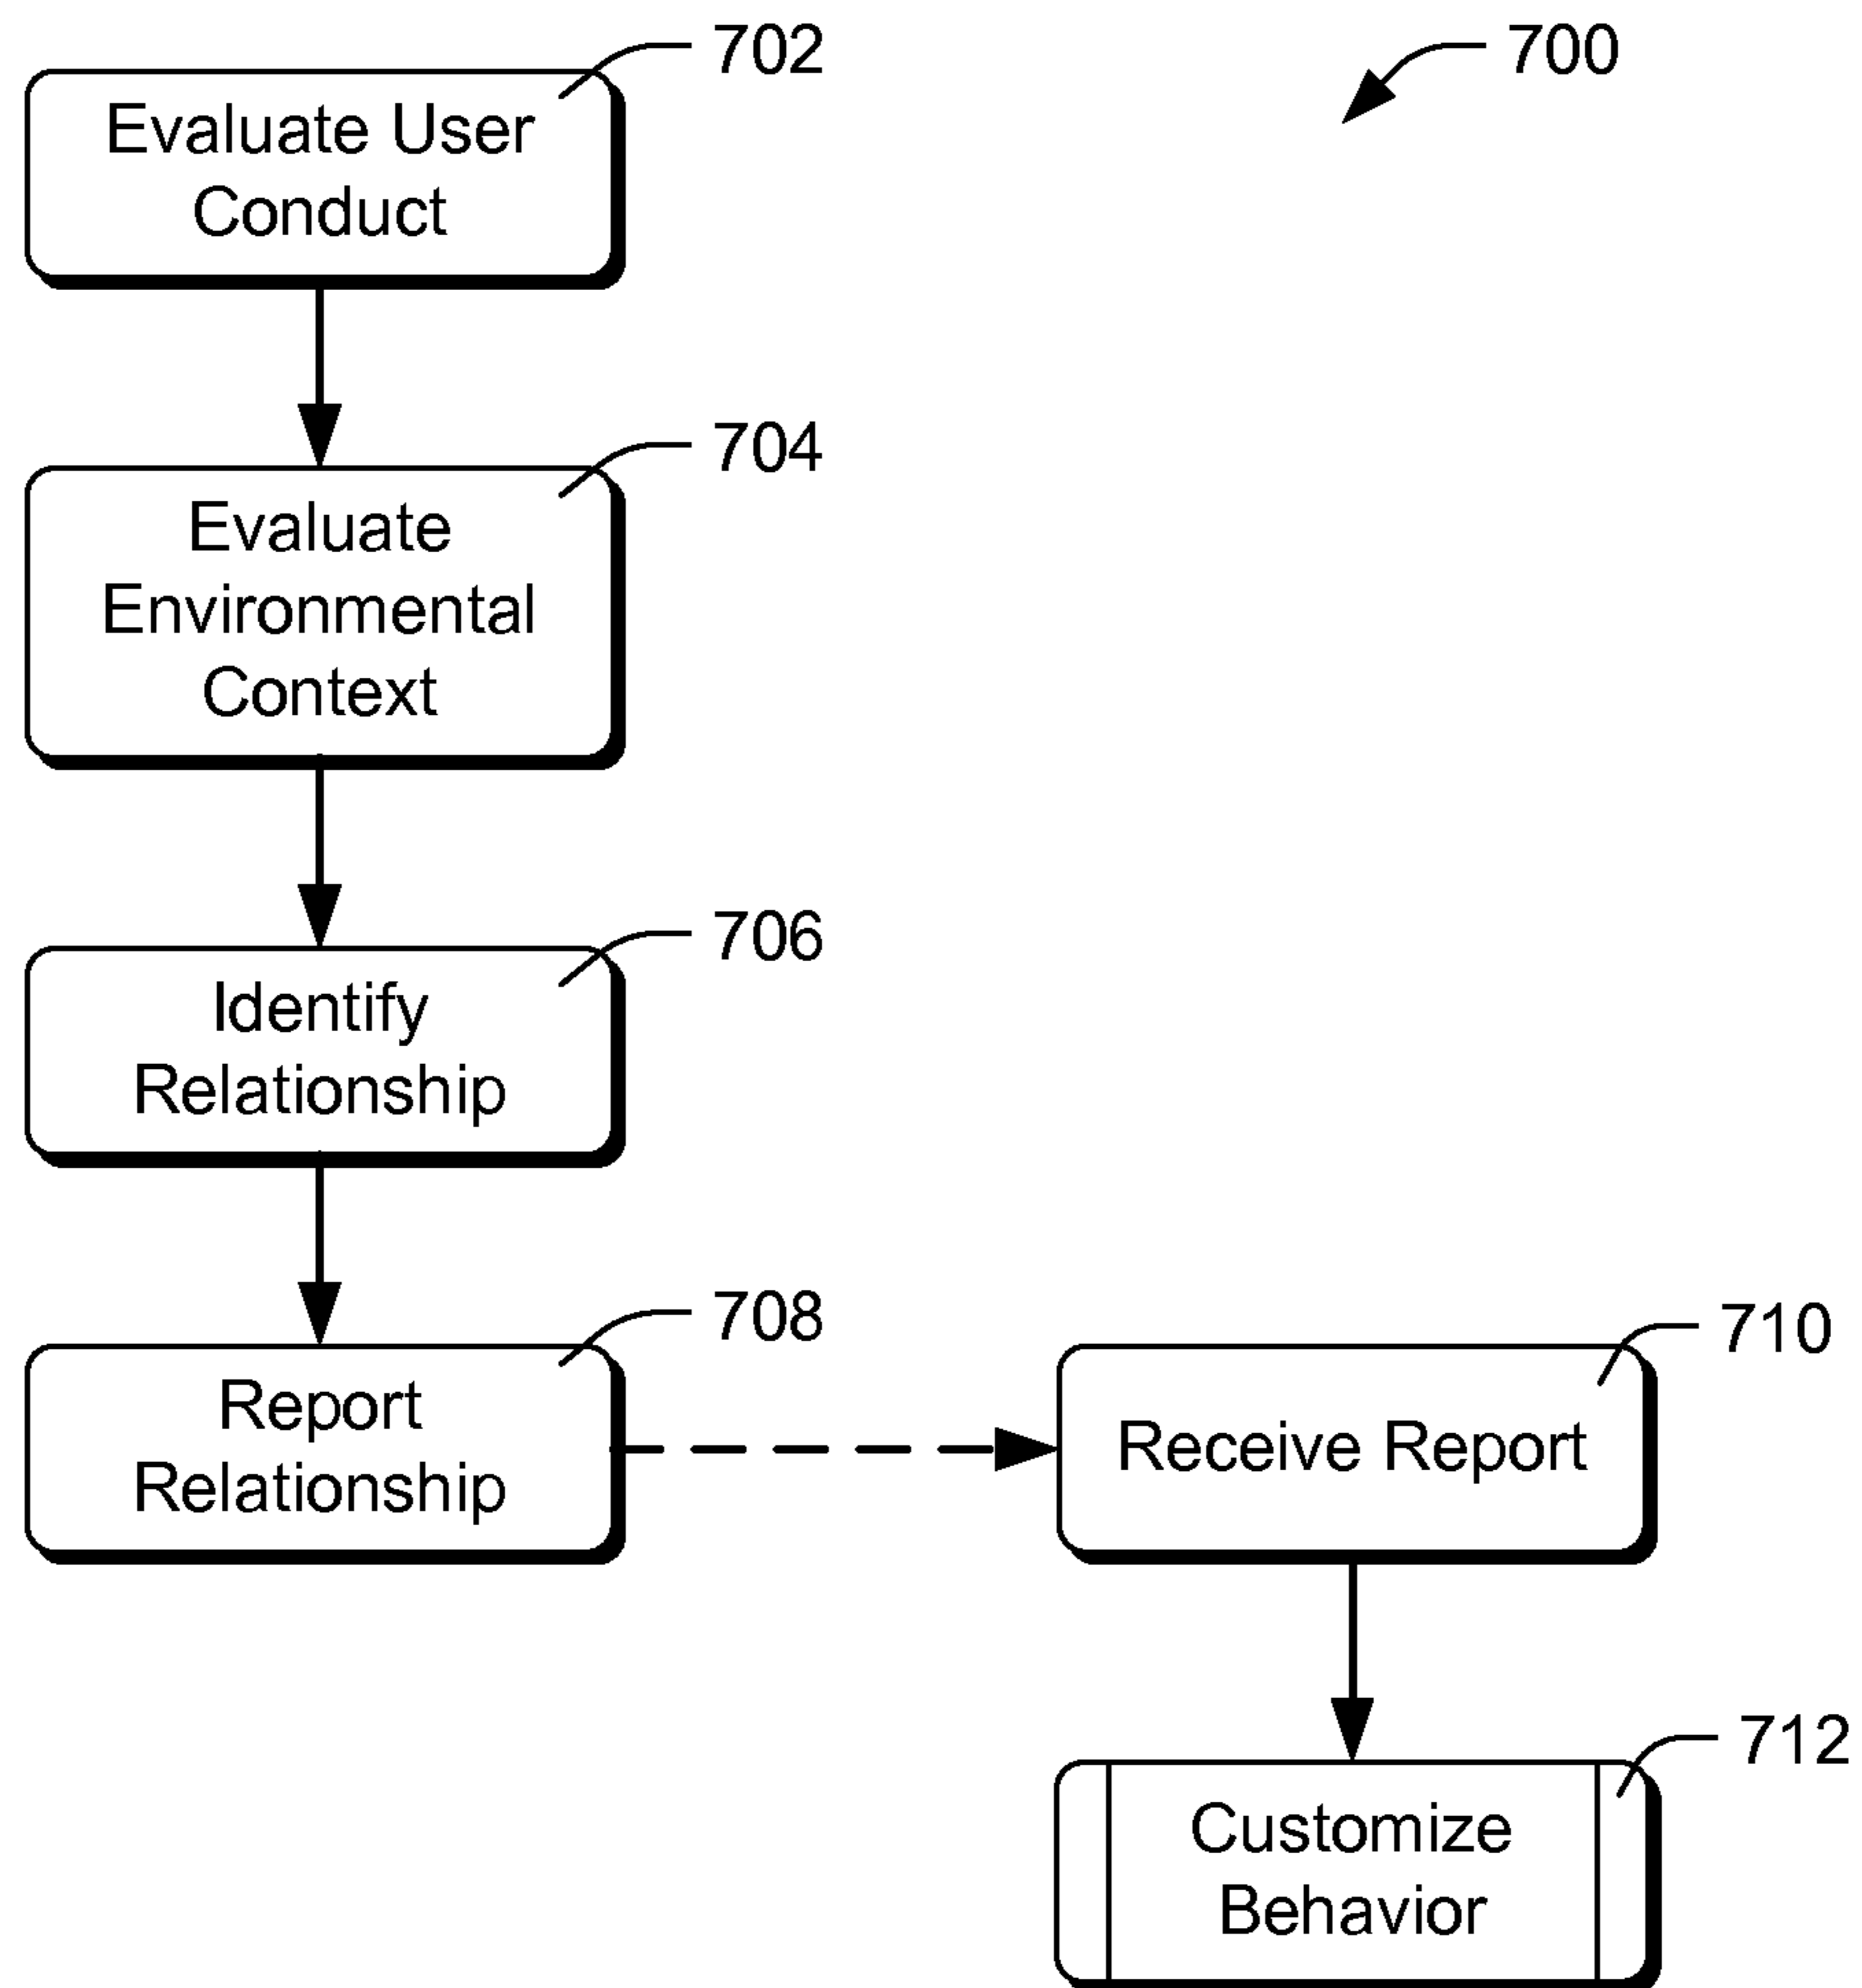 702
700
Evaluate User
Conduct
704
Evaluate
Environmental
Context
706
Identify
Relationship
708
Report
Relationship
710
Receive Report
712
Customize
Behavior